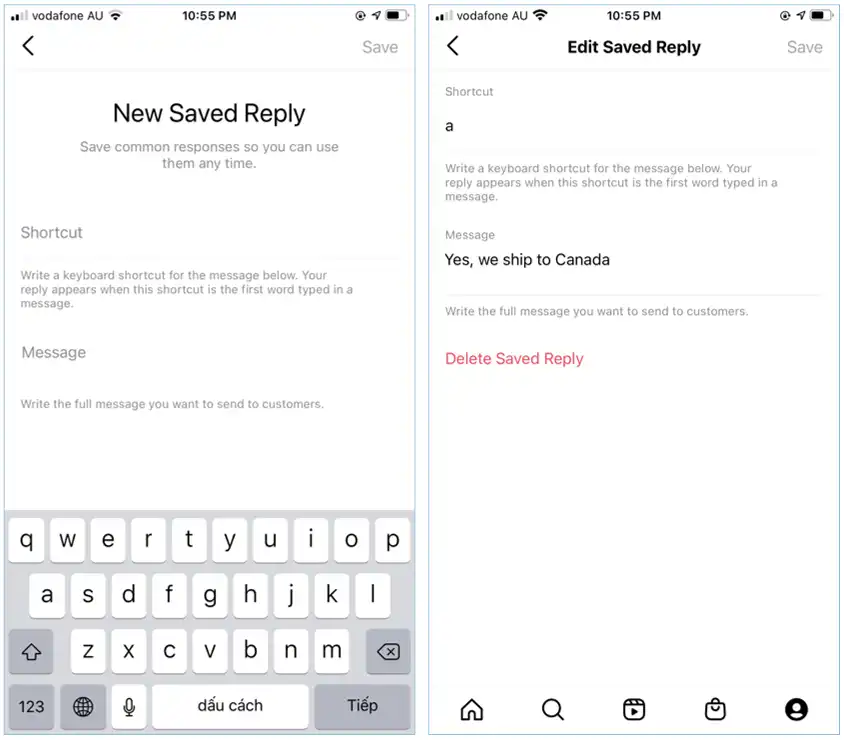 vodafone AU
10:55 PM
Save
New Saved Reply
Save common responses so you can use
them any time.
Shortcut
Write a keyboard shortcut for the message below. Your
reply appears when this shortcut is the first word typed in a
message.
Message
Write the full message you want to send to customers.
q w e r t y u i o p
a s d f g h j k l
z x c v b n m
123
dấu cách
Tiếp
vodafone AU
10:55 PM
Edit Saved Reply
Save
Shortcut
a
Write a keyboard shortcut for the message below. Your
reply appears when this shortcut is the first word typed in a
message.
Message
Yes, we ship to Canada
Write the full message you want to send to customers.
Delete Saved Reply